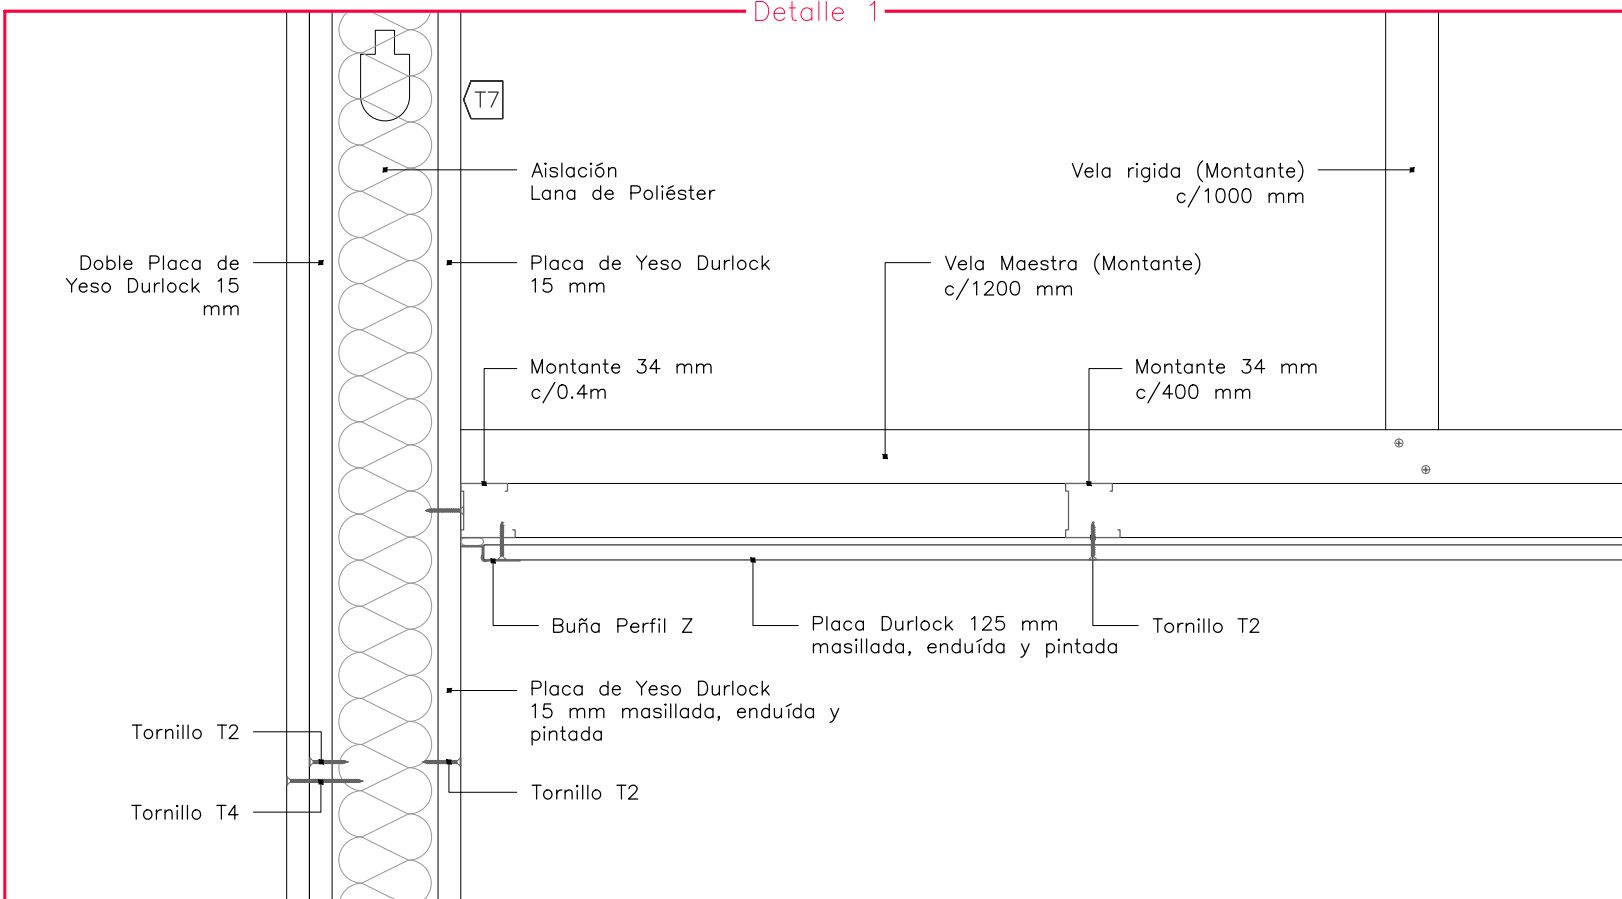 Detalle 1
T7
Aislación
Lana de Poliéster
Vela rigida (Montante)
c/1000 mm
Doble Placa de
Yeso Durlock 15
mm
Placa de Yeso Durlock
15 mm
Vela Maestra (Montante)
c/1200 mm
Montante 34 mm
c/0.4m
Montante 34 mm
c/400 mm
Buña Perfil Z
Placa Durlock 125 mm
masillada, enduída y pintada
Tornillo T2
Placa de Yeso Durlock
15 mm masillada, enduída y
pintada
Tornillo T2
Tornillo T2
Tornillo T4